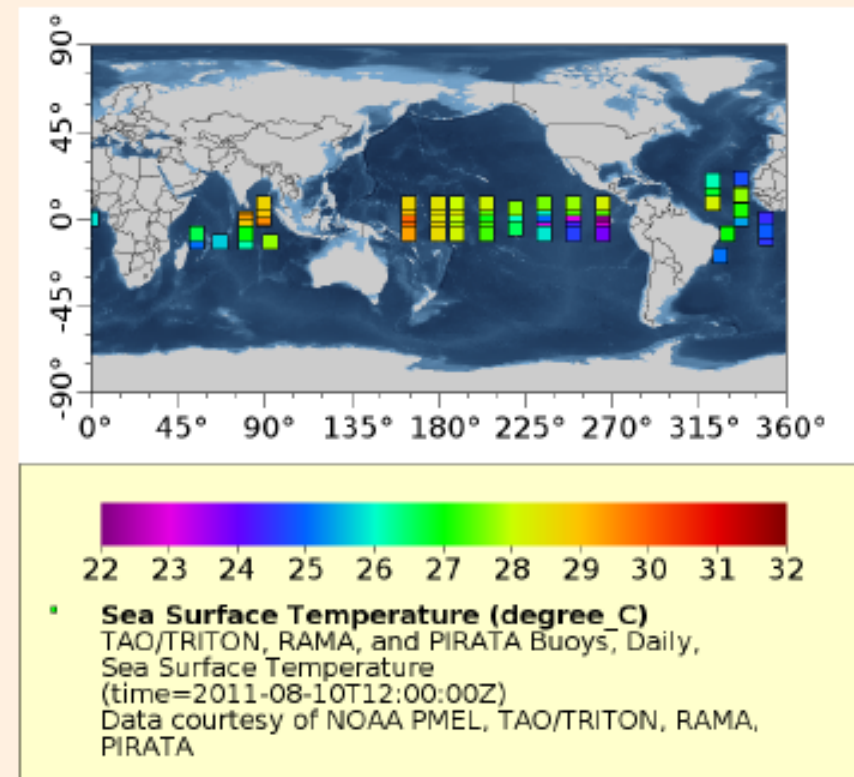 90°
45°
0°
-45°
-90°
0° 45° 90° 135° 180° 225° 270° 315° 360°
22 23 24 25 26 27 28 29 30 31 32
Sea Surface Temperature (degree_C)
TAO/TRITON, RAMA, and PIRATA Buoys, Daily,
Sea Surface Temperature
(time=2011-08-10T12:00:00Z)
Data courtesy of NOAA PMEL, TAO/TRITON, RAMA,
PIRATA